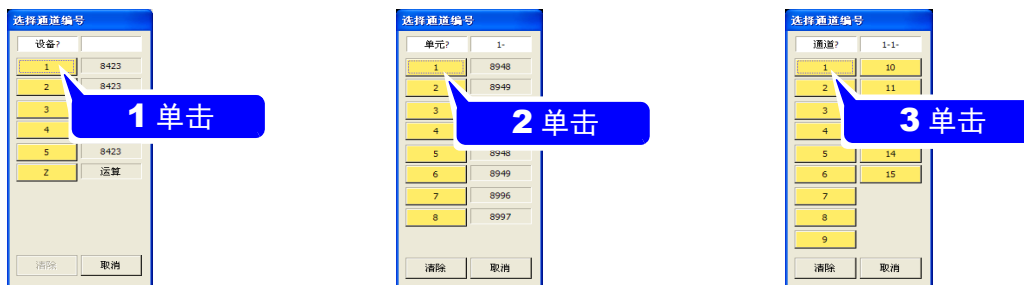 选择通道编号
设备?
1 8423
2 8423
3
4
5 8423
Z 运算
1 单击
清除 取消
选择通道编号
单元? 1-
1 8948
2 8949
3
4
5 8948
6 8949
7 8996
8 8997
2 单击
清除 取消
选择通道编号
通道? 1-1-
1 10
2 11
3
4
5 14
6 15
7
8
9
3 单击
清除 取消